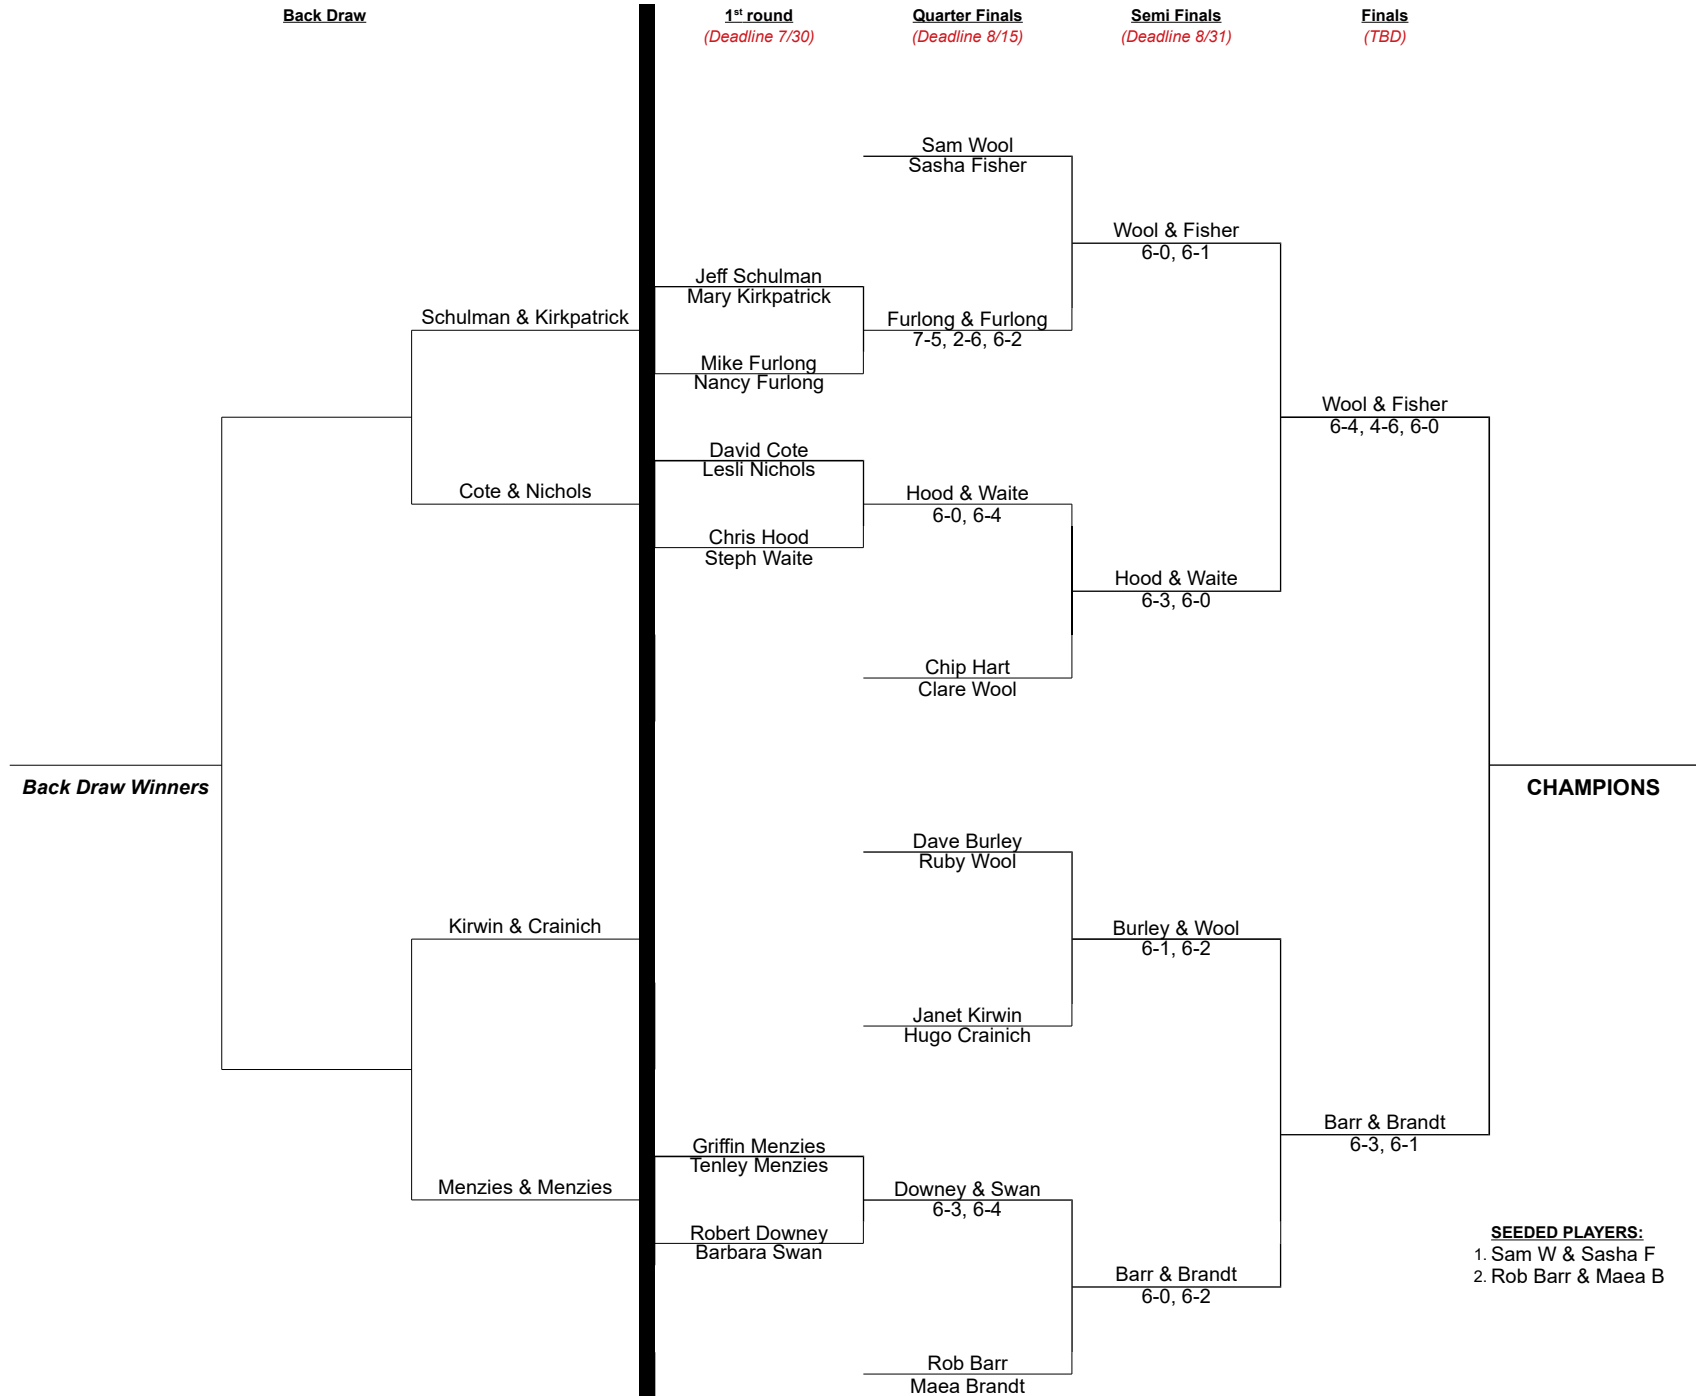 Back Draw
1st round
(Deadline 7/30)
Quarter Finals
(Deadline 8/15)
Semi Finals
(Deadline 8/31)
Finals
(TBD)
Schulman & Kirkpatrick
Cote & Nichols
Back Draw Winners
Kirwin & Crainich
Menzies & Menzies
Jeff Schulman
Mary Kirkpatrick
Mike Furlong
Nancy Furlong
David Cote
Lesli Nichols
Chris Hood
Steph Waite
Griffin Menzies
Tenley Menzies
Robert Downey
Barbara Swan
Sam Wool
Sasha Fisher
Furlong & Furlong
7-5, 2-6, 6-2
Hood & Waite
6-0, 6-4
Chip Hart
Clare Wool
Dave Burley
Ruby Wool
Janet Kirwin
Hugo Crainich
Downey & Swan
6-3, 6-4
Rob Barr
Maea Brandt
Wool & Fisher
6-0, 6-1
Hood & Waite
6-3, 6-0
Burley & Wool
6-1, 6-2
Barr & Brandt
6-0, 6-2
Wool & Fisher
6-4, 4-6, 6-0
Barr & Brandt
6-3, 6-1
CHAMPIONS
SEEDED PLAYERS:
1. Sam W & Sasha F
2. Rob Barr & Maea B